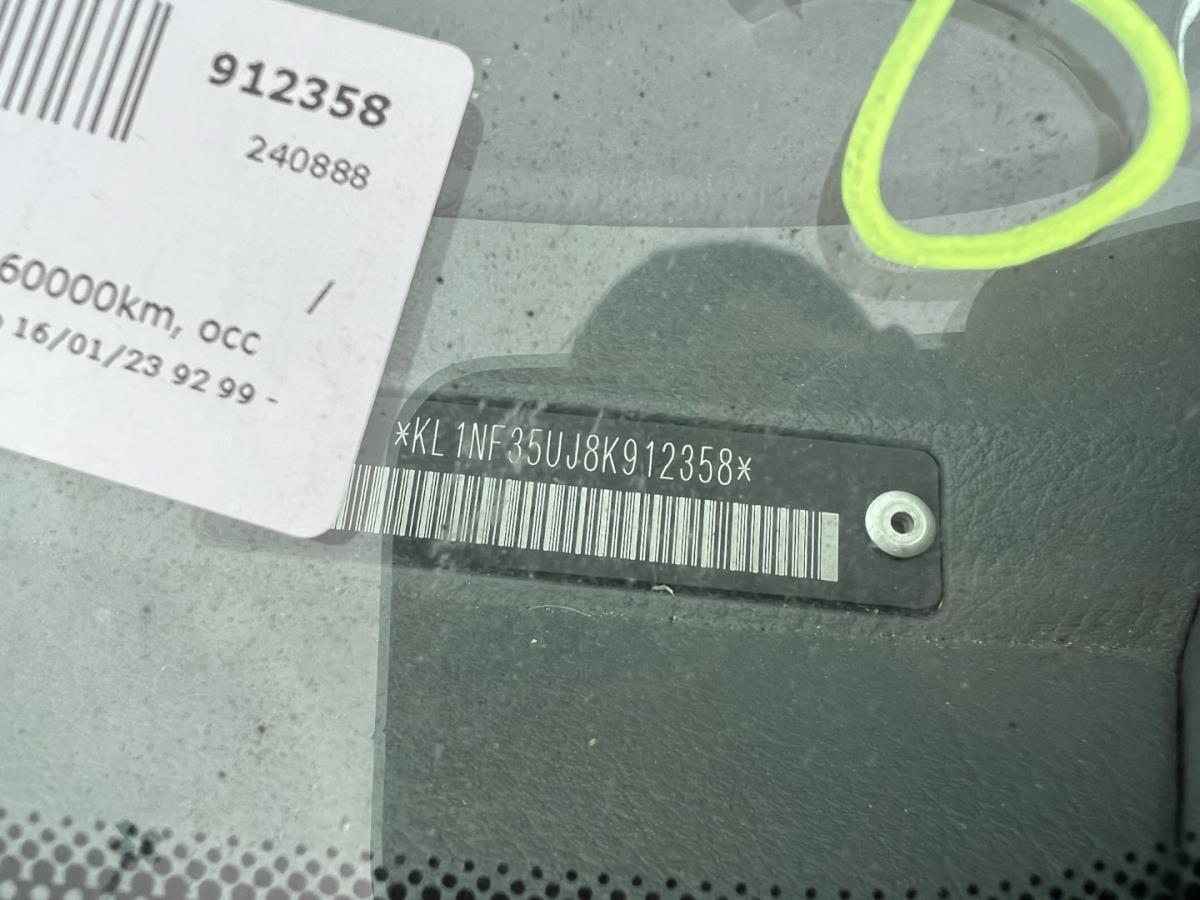 912358
240888
60000km, occ /
16/01/23 92 99 -
*KL1NF35UJ8K912358*